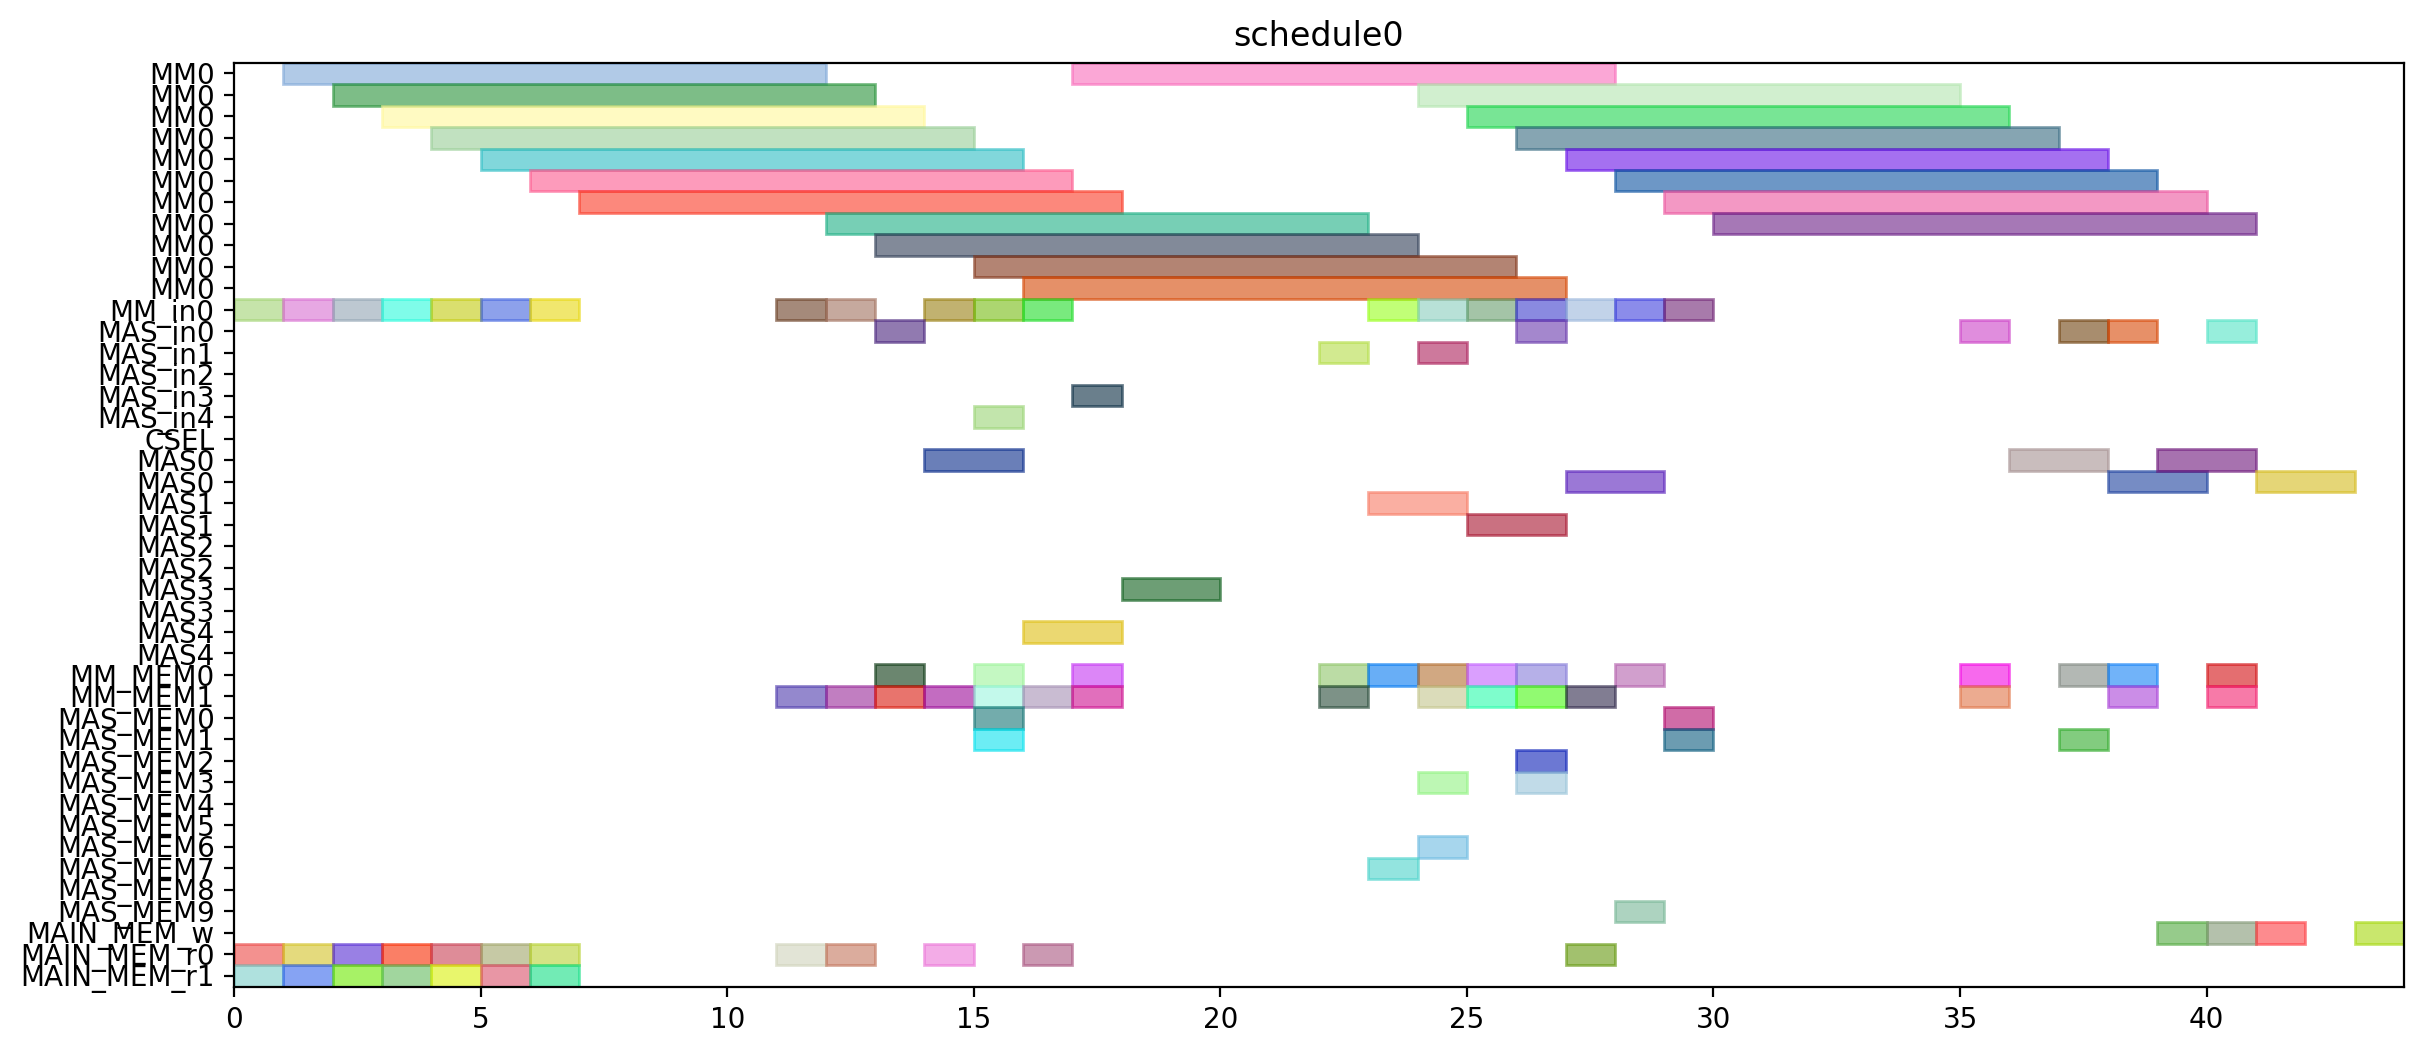 schedule0
MM0
MM0
MM0
MM0
MM0
MM0
MM0
MM0
MM0
MM0
MM0
MM_in0
MAS_in0
MAS_in1
MAS_in2
MAS_in3
MAS_in4
CSEL
MAS0
MAS0
MAS1
MAS1
MAS2
MAS2
MAS3
MAS3
MAS4
MAS4
MM_MEM0
MM_MEM1
MAS_MEM0
MAS_MEM1
MAS_MEM2
MAS_MEM3
MAS_MEM4
MAS_MEM5
MAS_MEM6
MAS_MEM7
MAS_MEM8
MAS_MEM9
MAIN_MEM_w
MAIN_MEM_r0
MAIN_MEM_r1
0 5 10 15 20 25 30 35 40